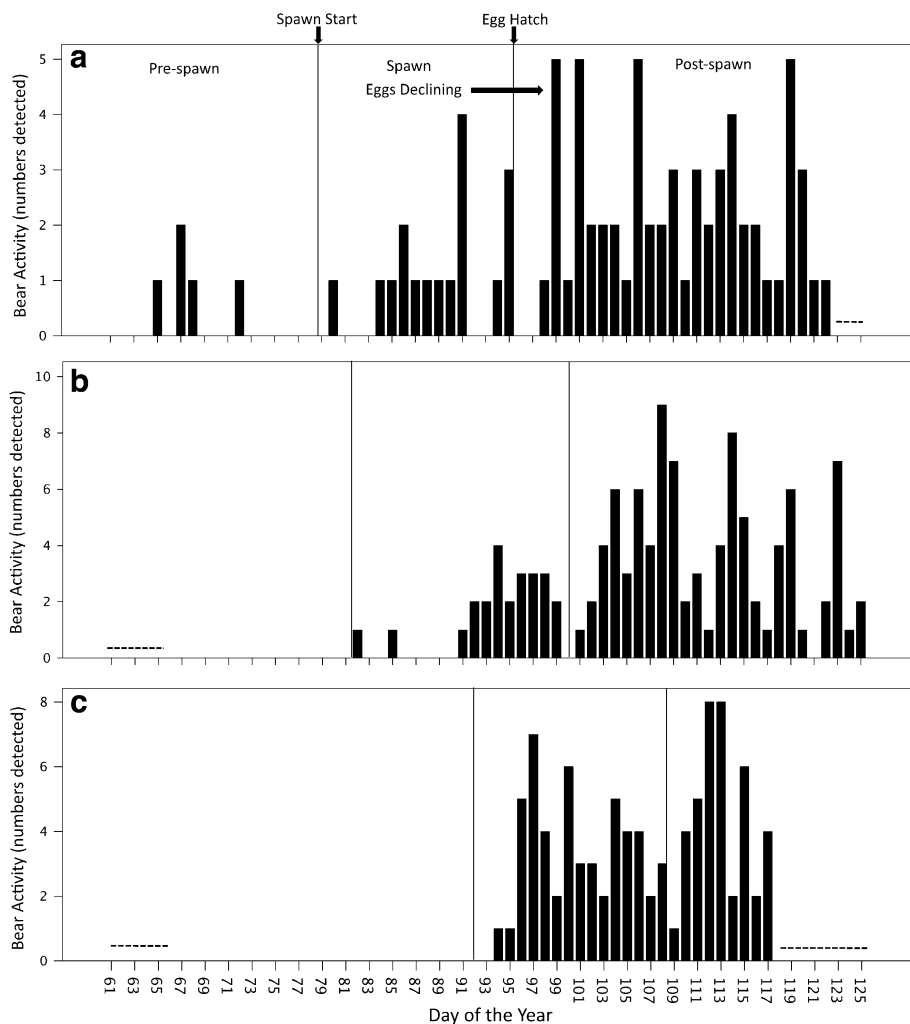 Spawn Start
Egg Hatch
a
Pre-spawn
Spawn
Post-spawn
Eggs Declining
Bear Activity (numbers detected)
5
4
3
2
1
0
b
Bear Activity (numbers detected)
10
8
6
4
2
0
c
Bear Activity (numbers detected)
8
6
4
2
0
61 63 65 67 69 71 73 75 77 79 81 83 85 87 89 91 93 95 97 99 101 103 105 107 109 111 113 115 117 119 121 123 125
Day of the Year